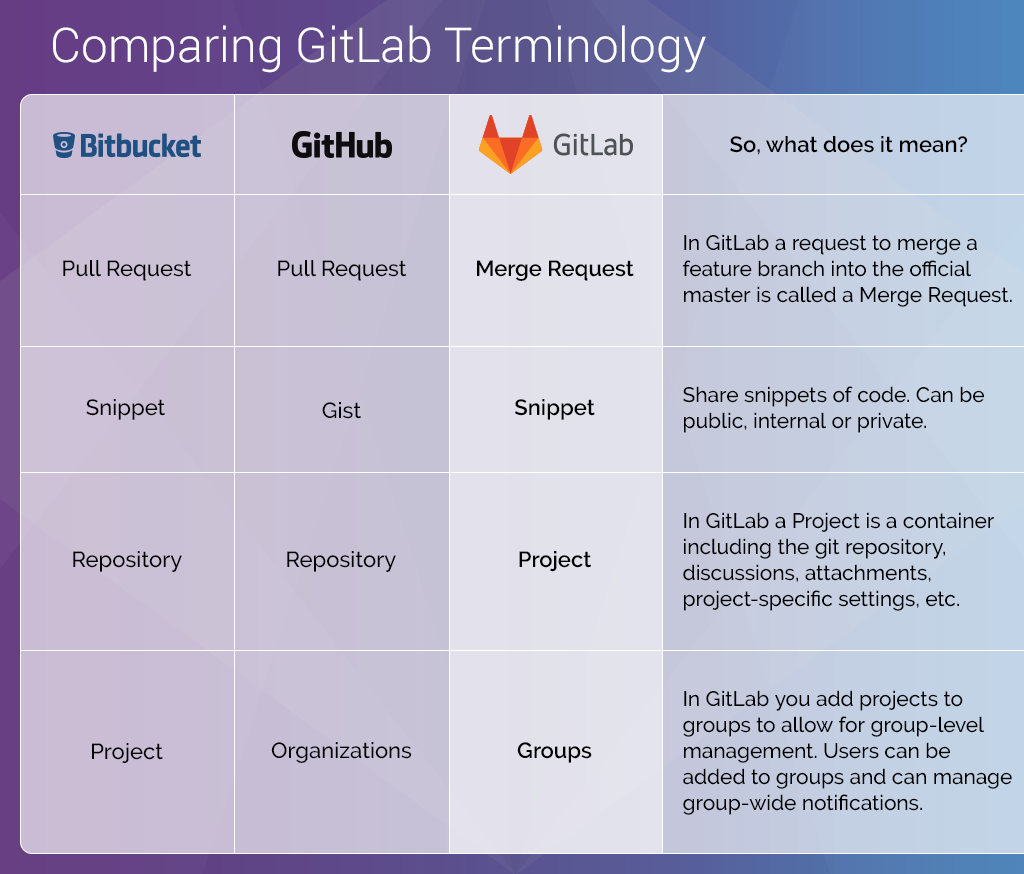 Comparing GitLab Terminology
Bitbucket
GitHub
GitLab
So, what does it mean?
Pull Request
Pull Request
Merge Request
In GitLab a request to merge a
feature branch into the official
master is called a Merge Request.
Snippet
Gist
Snippet
Share snippets of code. Can be
public, internal or private.
Repository
Repository
Project
In GitLab a Project is a container
including the git repository,
discussions, attachments,
project-specific settings, etc.
Project
Organizations
Groups
In GitLab you add projects to
groups to allow for group-level
management. Users can be
added to groups and can manage
group-wide notifications.